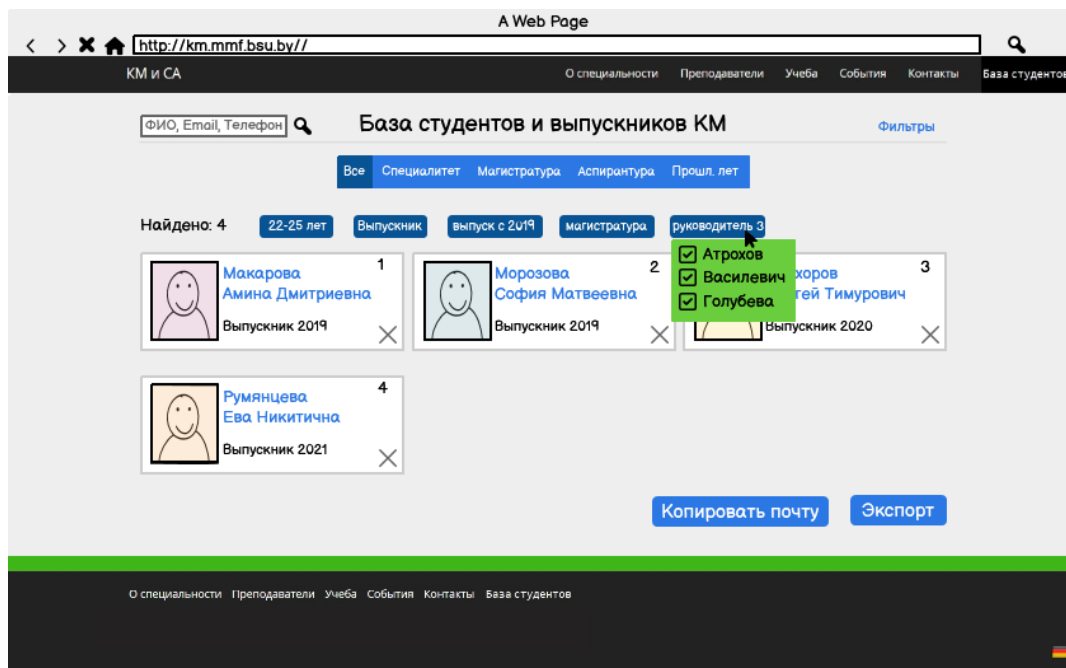 A Web Page
http://km.mmf.bsu.by//
КМ и СА
О специальности Преподаватели Учеба События Контакты База студентов
ФИО, Email, Телефон
База студентов и выпускников КМ
Фильтры
Все Специалитет Магистратура Аспирантура Прошл. лет
Найдено: 4
22-25 лет
Выпускник
выпуск с 2019
магистратура
руководитель 3
Атрохов
Василевич
Голубева
1
Макарова
Амина Дмитриевна
Выпускник 2019
2
Морозова
София Матвеевна
Выпускник 2019
3
хоров
гей Тимурович
Выпускник 2020
4
Румянцева
Ева Никитична
Выпускник 2021
Копировать почту
Экспорт
О специальности Преподаватели Учеба События Контакты База студентов